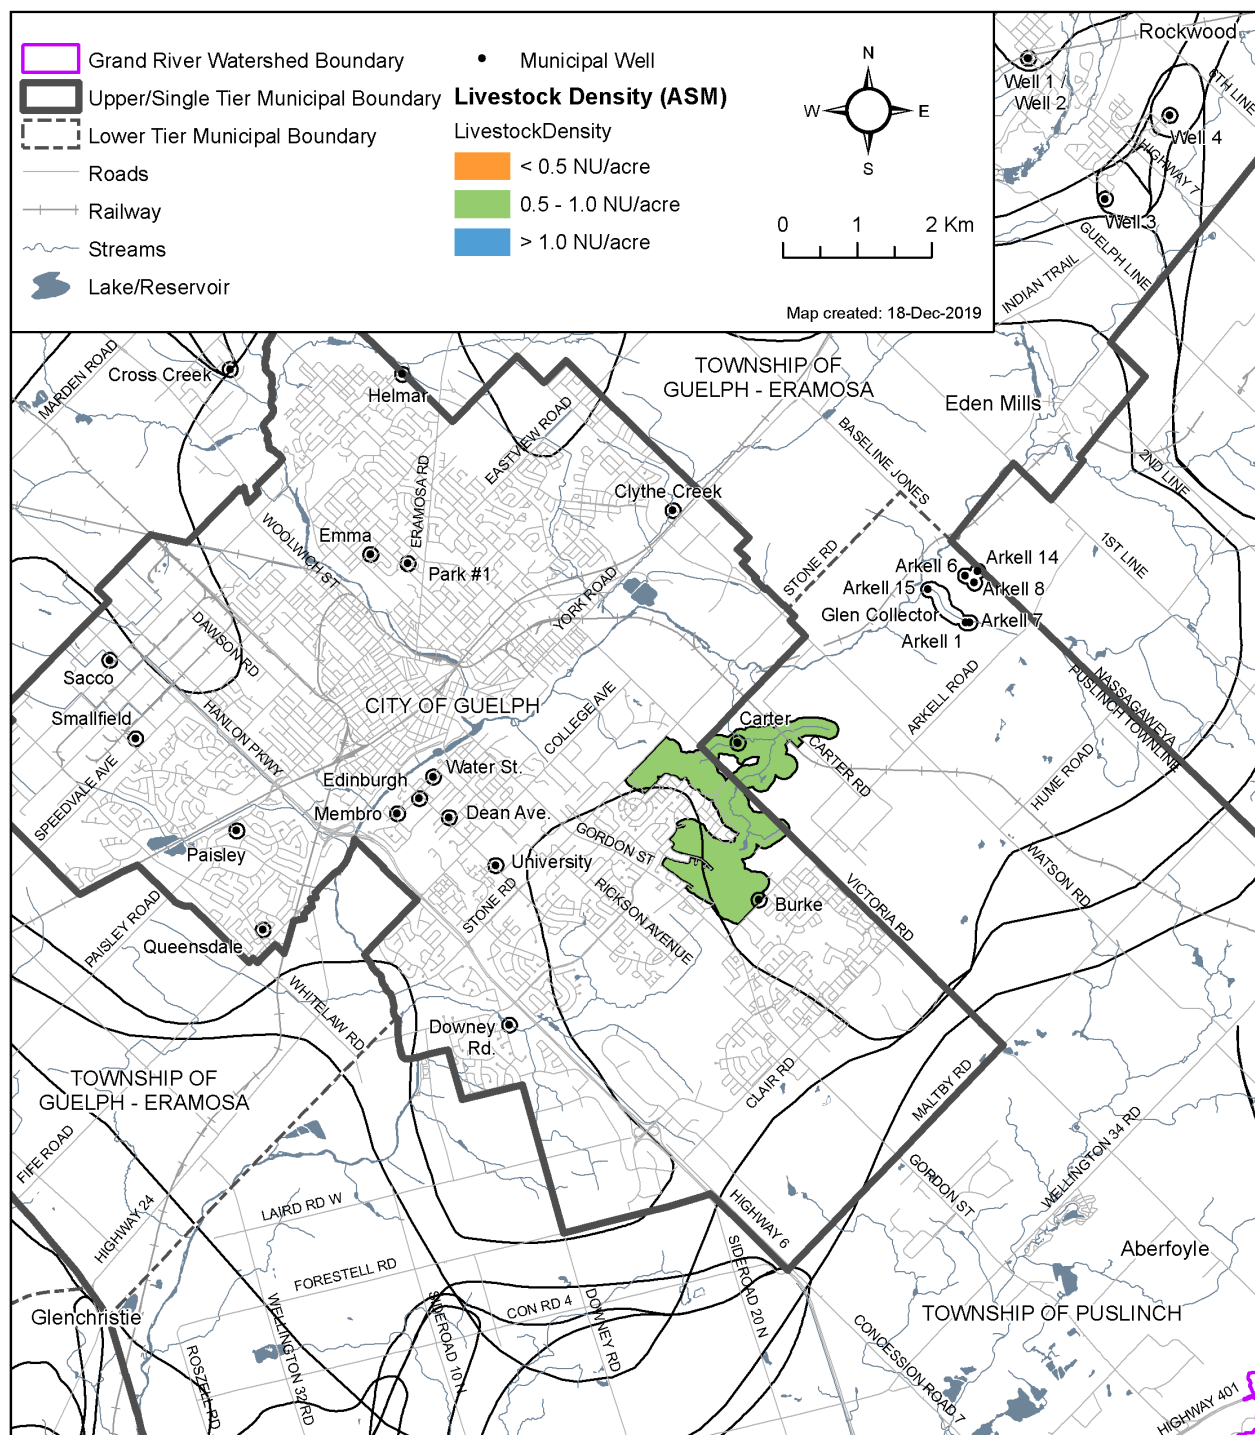 Grand River Watershed Boundary
Upper/Single Tier Municipal Boundary
Lower Tier Municipal Boundary
Roads
Railway
Streams
Lake/Reservoir
Municipal Well
Livestock Density (ASM)
LivestockDensity
< 0.5 NU/acre
0.5 - 1.0 NU/acre
> 1.0 NU/acre
N
W
E
S
0
1
2 Km
Map created: 18-Dec-2019
Rockwood
Well 1 /
Well 2
6TH LINE
Well 4
HIGHWAY 7
Well 3
GUELPH LINE
INDIAN TRAIL
MARDEN ROAD
Cross Creek
Helmar
TOWNSHIP OF
GUELPH - ERAMOSA
Eden Mills
EASTVIEW ROAD
BASELINE JONES
2ND LINE
ERAMOSA RD
Clythe Creek
WOOLWICH ST
Emma
Park #1
STONE RD
1ST LINE
Arkell 14
Arkell 6
Arkell 15
Arkell 8
Glen Collector
Arkell 7
Arkell 1
YORK ROAD
DAWSON RD
Sacco
Smallfield
HANLON PKWY
CITY OF GUELPH
COLLEGE AVE
ARKELL ROAD
NASSAGAWEYA
PUSLINCH TOWNLINE
Carter
CARTER RD
HUME ROAD
SPEEDVALE AVE
Edinburgh
Water St.
Membro
Dean Ave.
Paisley
GORDON ST
University
STONE RD
RICKSON AVENUE
Burke
VICTORIA RD
WATSON RD
PAISLEY ROAD
Queensdale
WHITELAW RD
Downey
Rd.
TOWNSHIP OF
GUELPH - ERAMOSA
CLAIR RD
MALTBY RD
FIFE ROAD
GORDON ST
WELLINGTON 34 RD
LAIRD RD W
HIGHWAY 6
HIGHWAY 24
FORESTELL RD
SIDEROAD 20 N
Aberfoyle
Glenchristie
WELLINGTON 32 RD
SIDEROAD 10 N
CON RD 4
DOWNEY RD
TOWNSHIP OF PUSLINCH
ROSZELL RD
CONCESSION ROAD 7
HIGHWAY 401